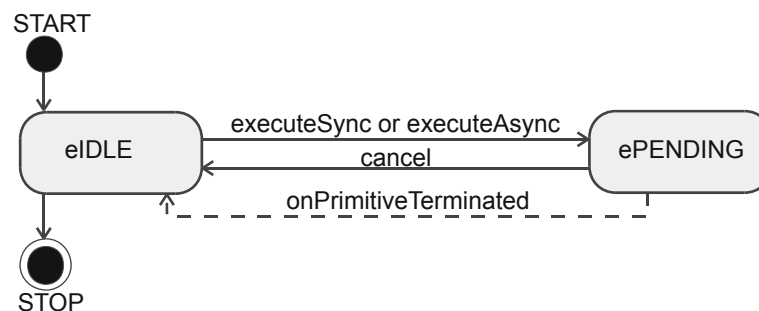 START
executeSync or executeAsync
eIDLE
ePENDING
cancel
onPrimitiveTerminated
STOP